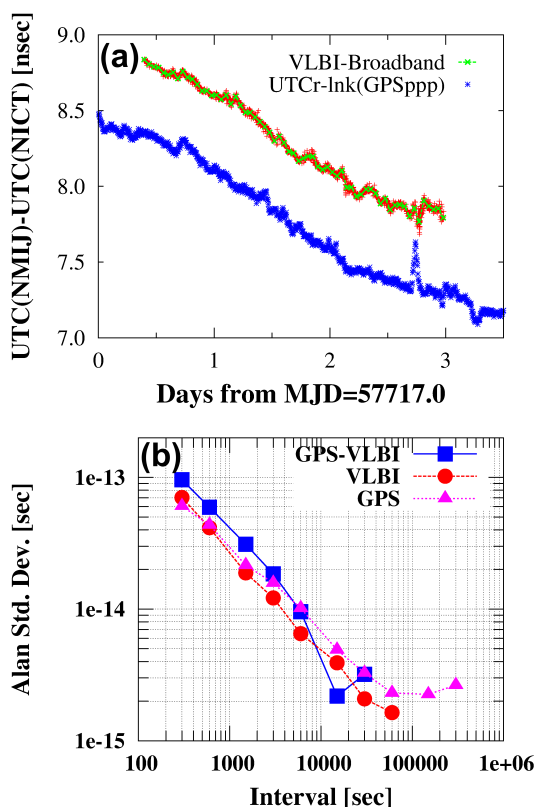 (a)
VLBI-Broadband
UTCr-lnk(GPSppp)
9.0
8.5
8.0
7.5
7.0
UTC(NMIJ)-UTC(NICT) [nsec]
0 1 2 3
Days from MJD=57717.0
(b)
GPS-VLBI
VLBI
GPS
1e-13
1e-14
1e-15
Alan Std. Dev. [sec]
100 1000 10000 100000 1e+06
Interval [sec]